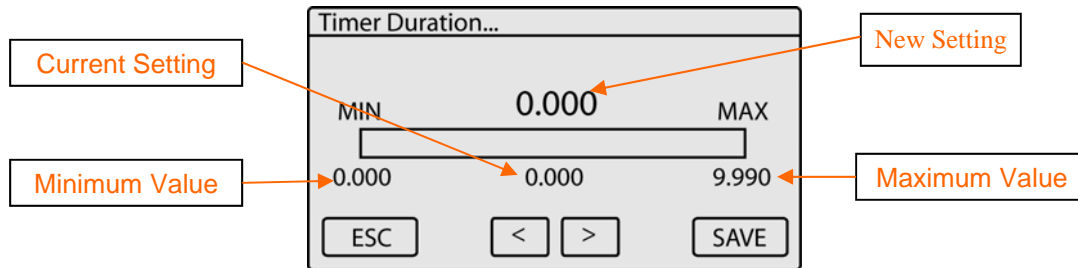 Timer Duration...
New Setting
Current Setting
0.000
MIN MAX
Minimum Value 0.000 0.000 9.990 Maximum Value
ESC < > SAVE